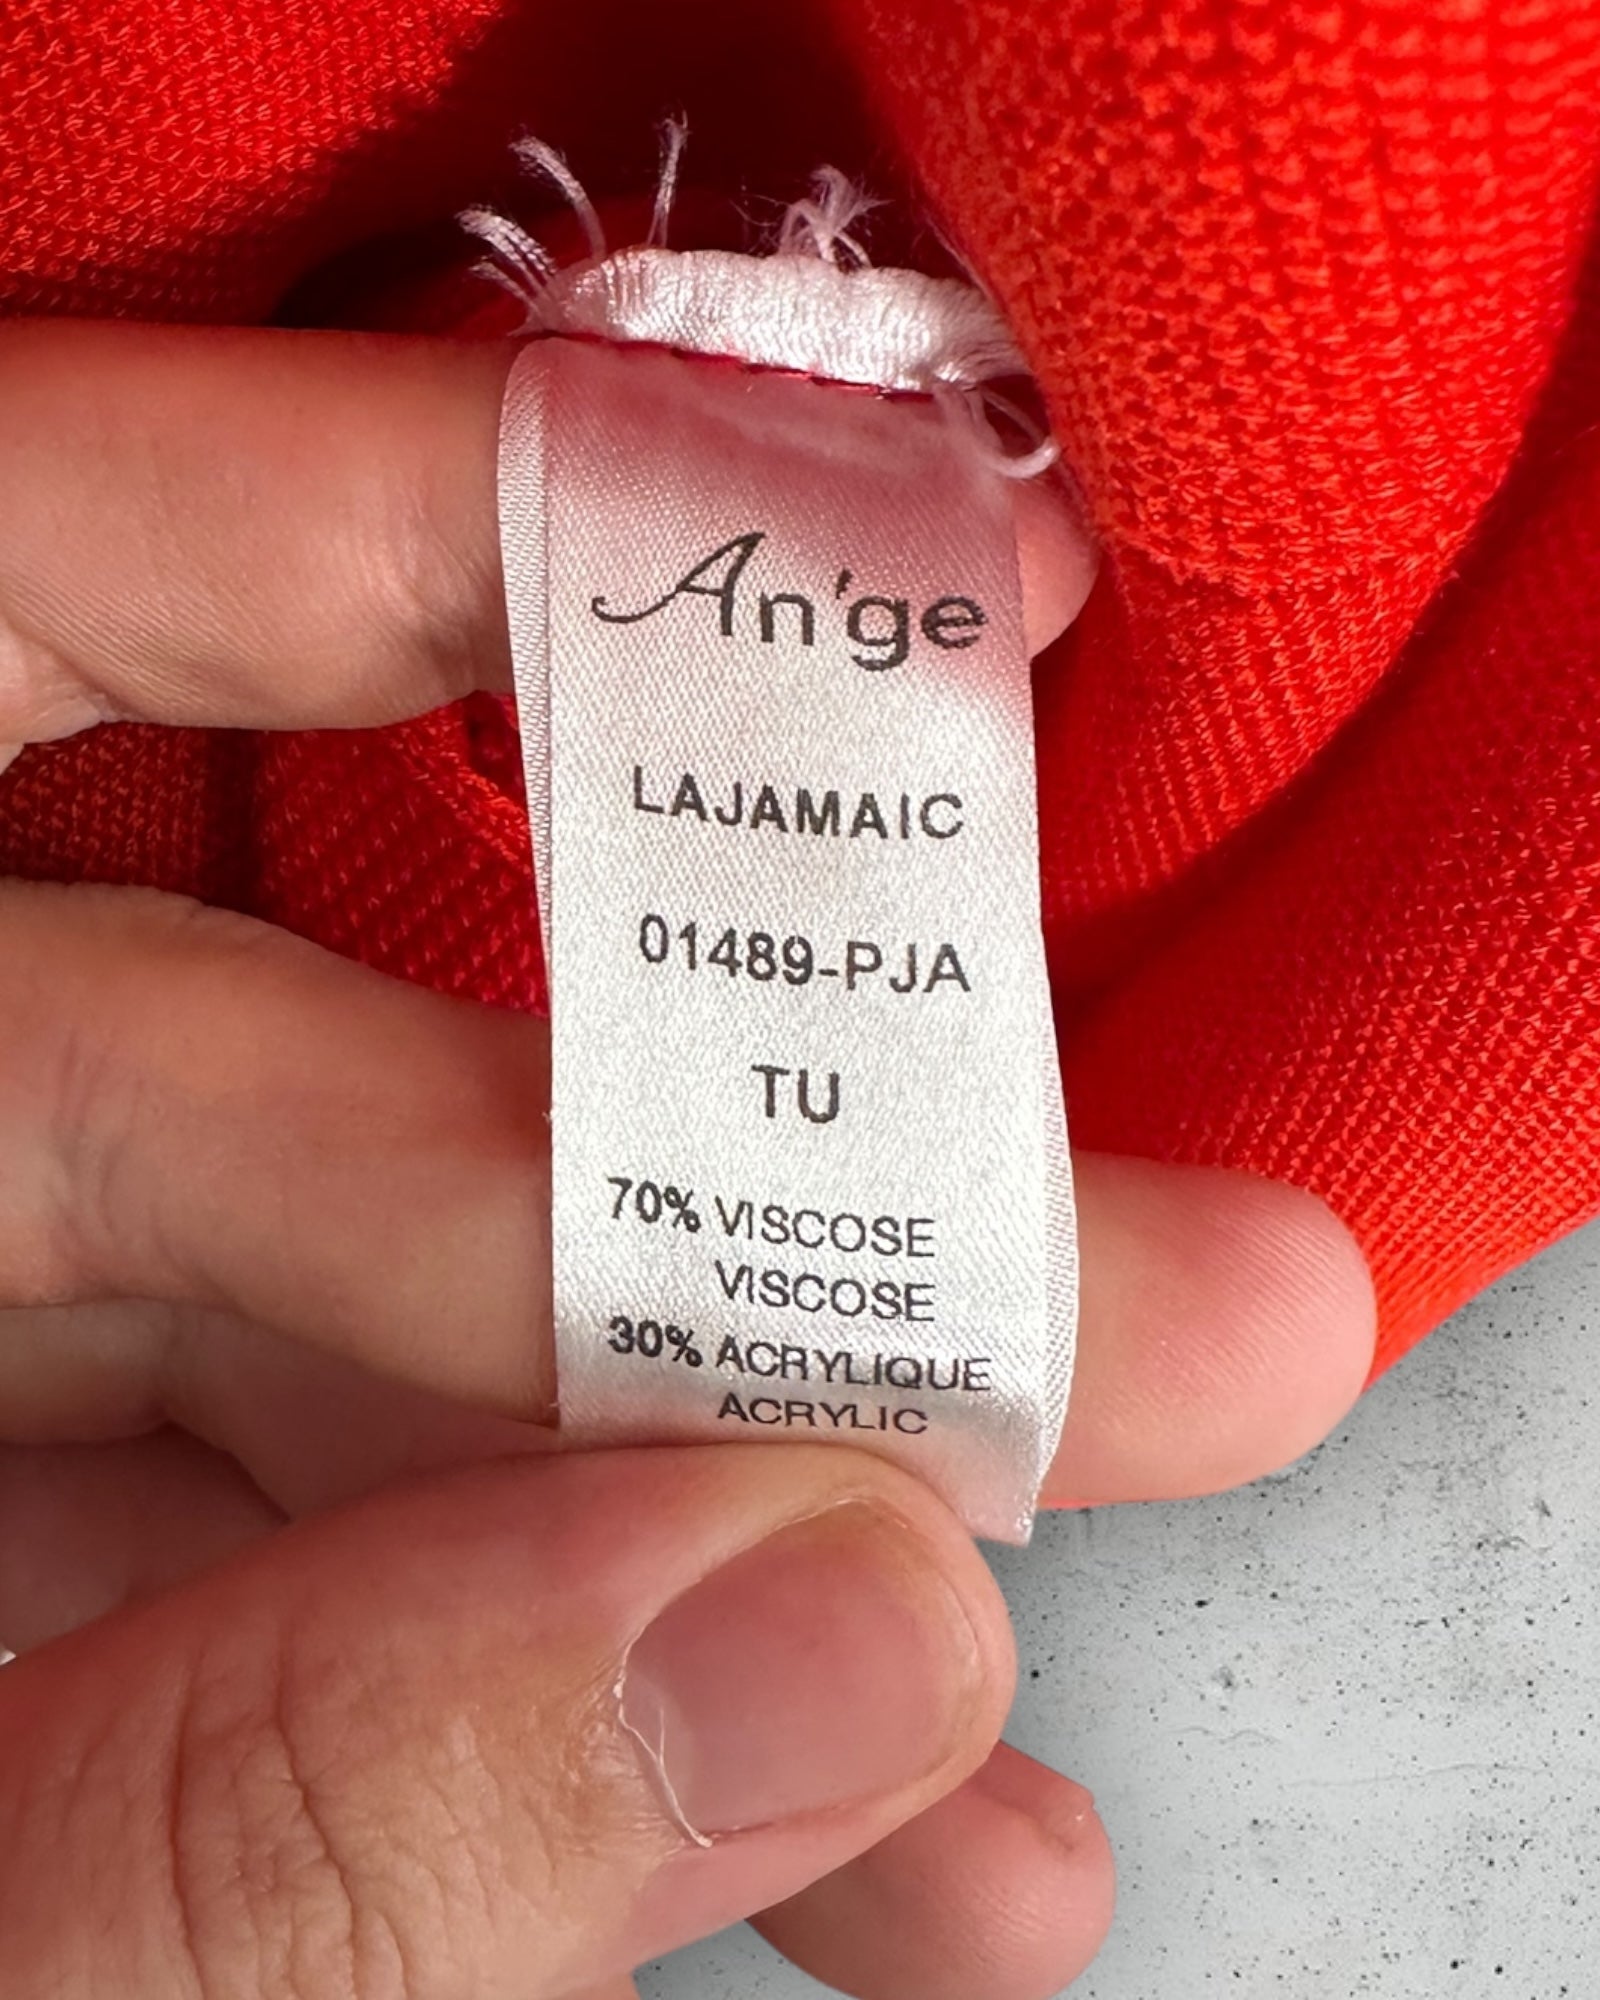 An'ge
LAJAMAIC
01489-PJA
TU
70% VISCOSE
VISCOSE
30% ACRYLIQUE
ACRYLIC